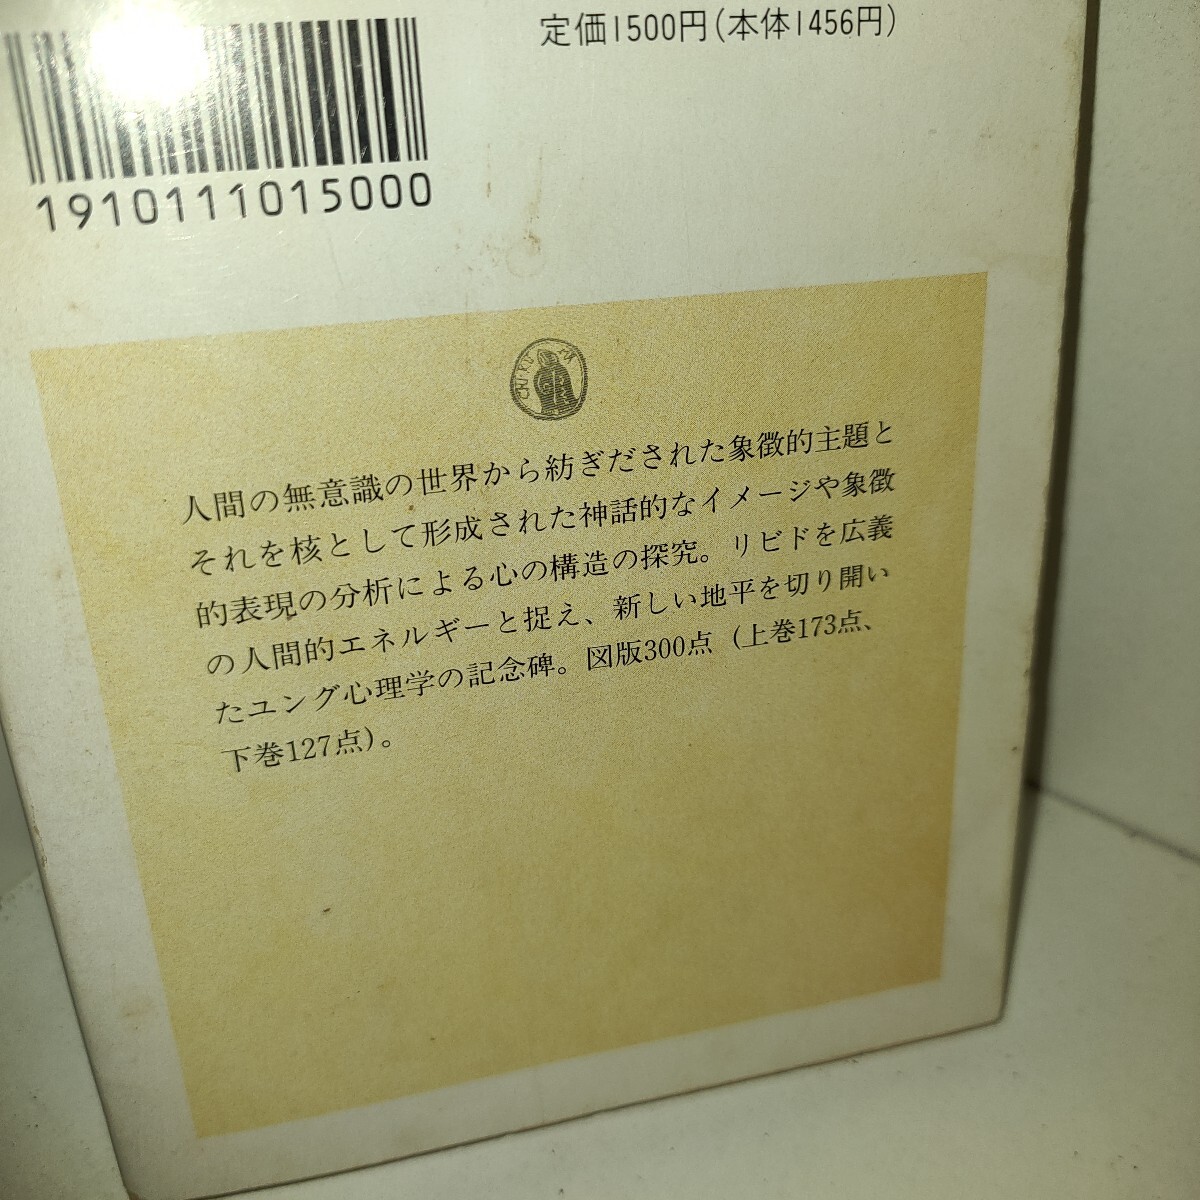 定価1500円(本体1456円)
1910111015000
人間の無意識の世界から紡ぎだされた象徴的主題と
それを核として形成された神話的なイメージや象徴
的表現の分析による心の構造の探究。リビドを広義
の人間的エネルギーと捉え、新しい地平を切り開い
たユング心理学の記念碑。図版300点（上巻173点、
下巻127点）。